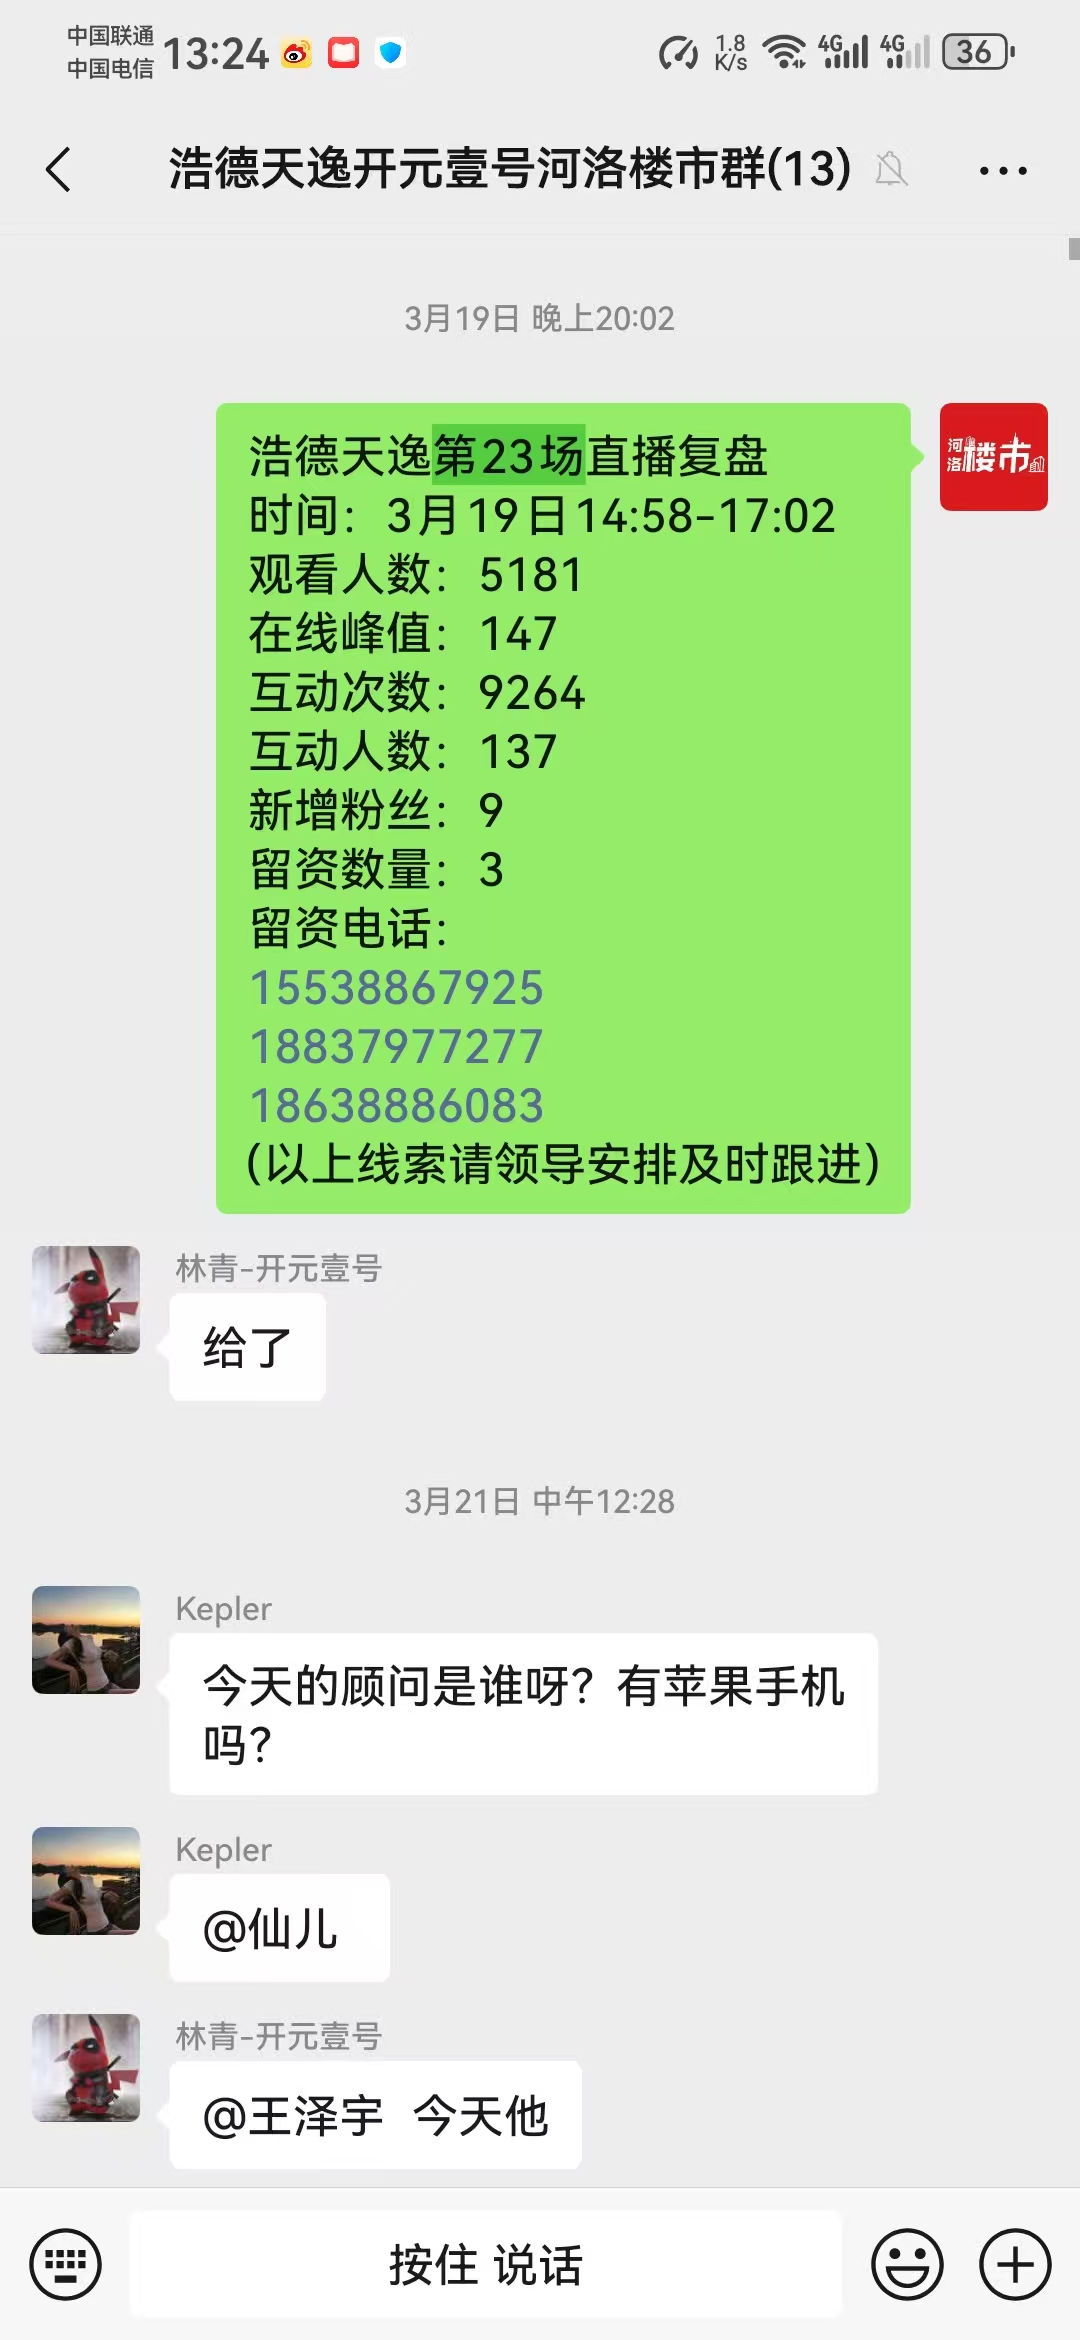 中国联通
中国电信
13:24
1.8
K/s
4G
4G
36
浩德天逸开元壹号河洛楼市群(13)
3月19日 晚上20:02
浩德天逸第23场直播复盘
时间：3月19日14:58-17:02
观看人数：5181
在线峰值：147
互动次数：9264
互动人数：137
新增粉丝：9
留资数量：3
留资电话：
15538867925
18837977277
18638886083
（以上线索请领导安排及时跟进）
河洛楼市
林青-开元壹号
给了
3月21日 中午12:28
Kepler
今天的顾问是谁呀？有苹果手机
吗？
Kepler
@仙儿
林青-开元壹号
@王泽宇 今天他
按住 说话